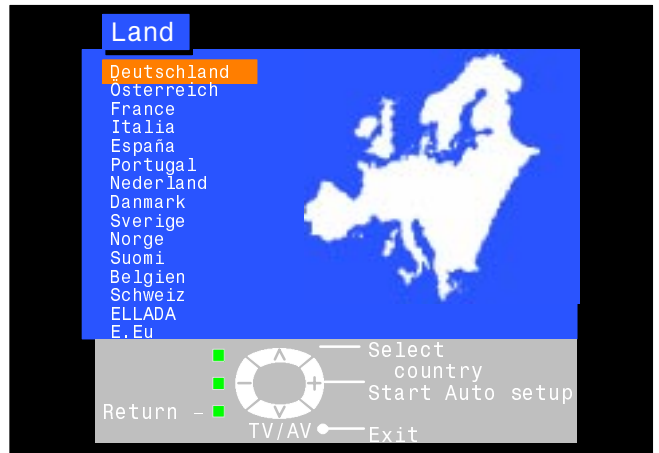 Land
Deutschland
Österreich
France
Italia
España
Portugal
Nederland
Danmark
Sverige
Norge
Suomi
Belgien
Schweiz
ELLADA
E.Eu
Select
country
Start Auto setup
Return –
TV/AV
Exit